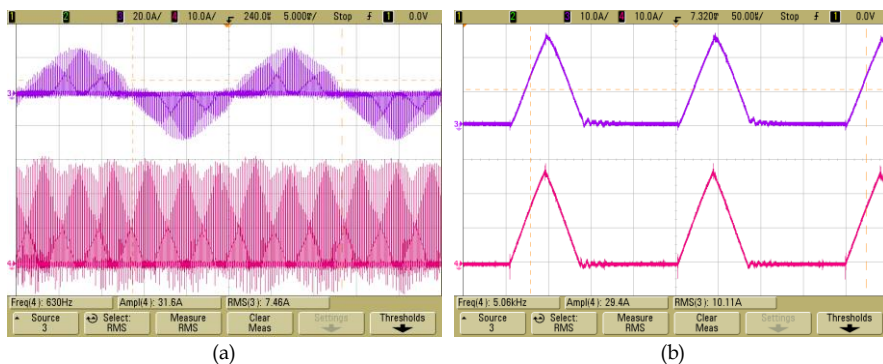 1 2 3 20.0A/ 4 10.0A/ 240.0% 5.000%/ Stop 1 0.0V
3
4
Freq(4): 630Hz Ampl(4): 31.6A RMS(3): 7.46A
Source
3 Select:
RMS Measure
RMS Clear
Meas Settings Thresholds
1 2 3 10.0A/ 4 10.0A/ 7.320% 50.00%/ Stop 1 0.0V
3
4
Freq(4): 5.06kHz Ampl(4): 29.4A RMS(3): 10.11A
Source
3 Select:
RMS Measure
RMS Clear
Meas Settings Thresholds
(a) (b)